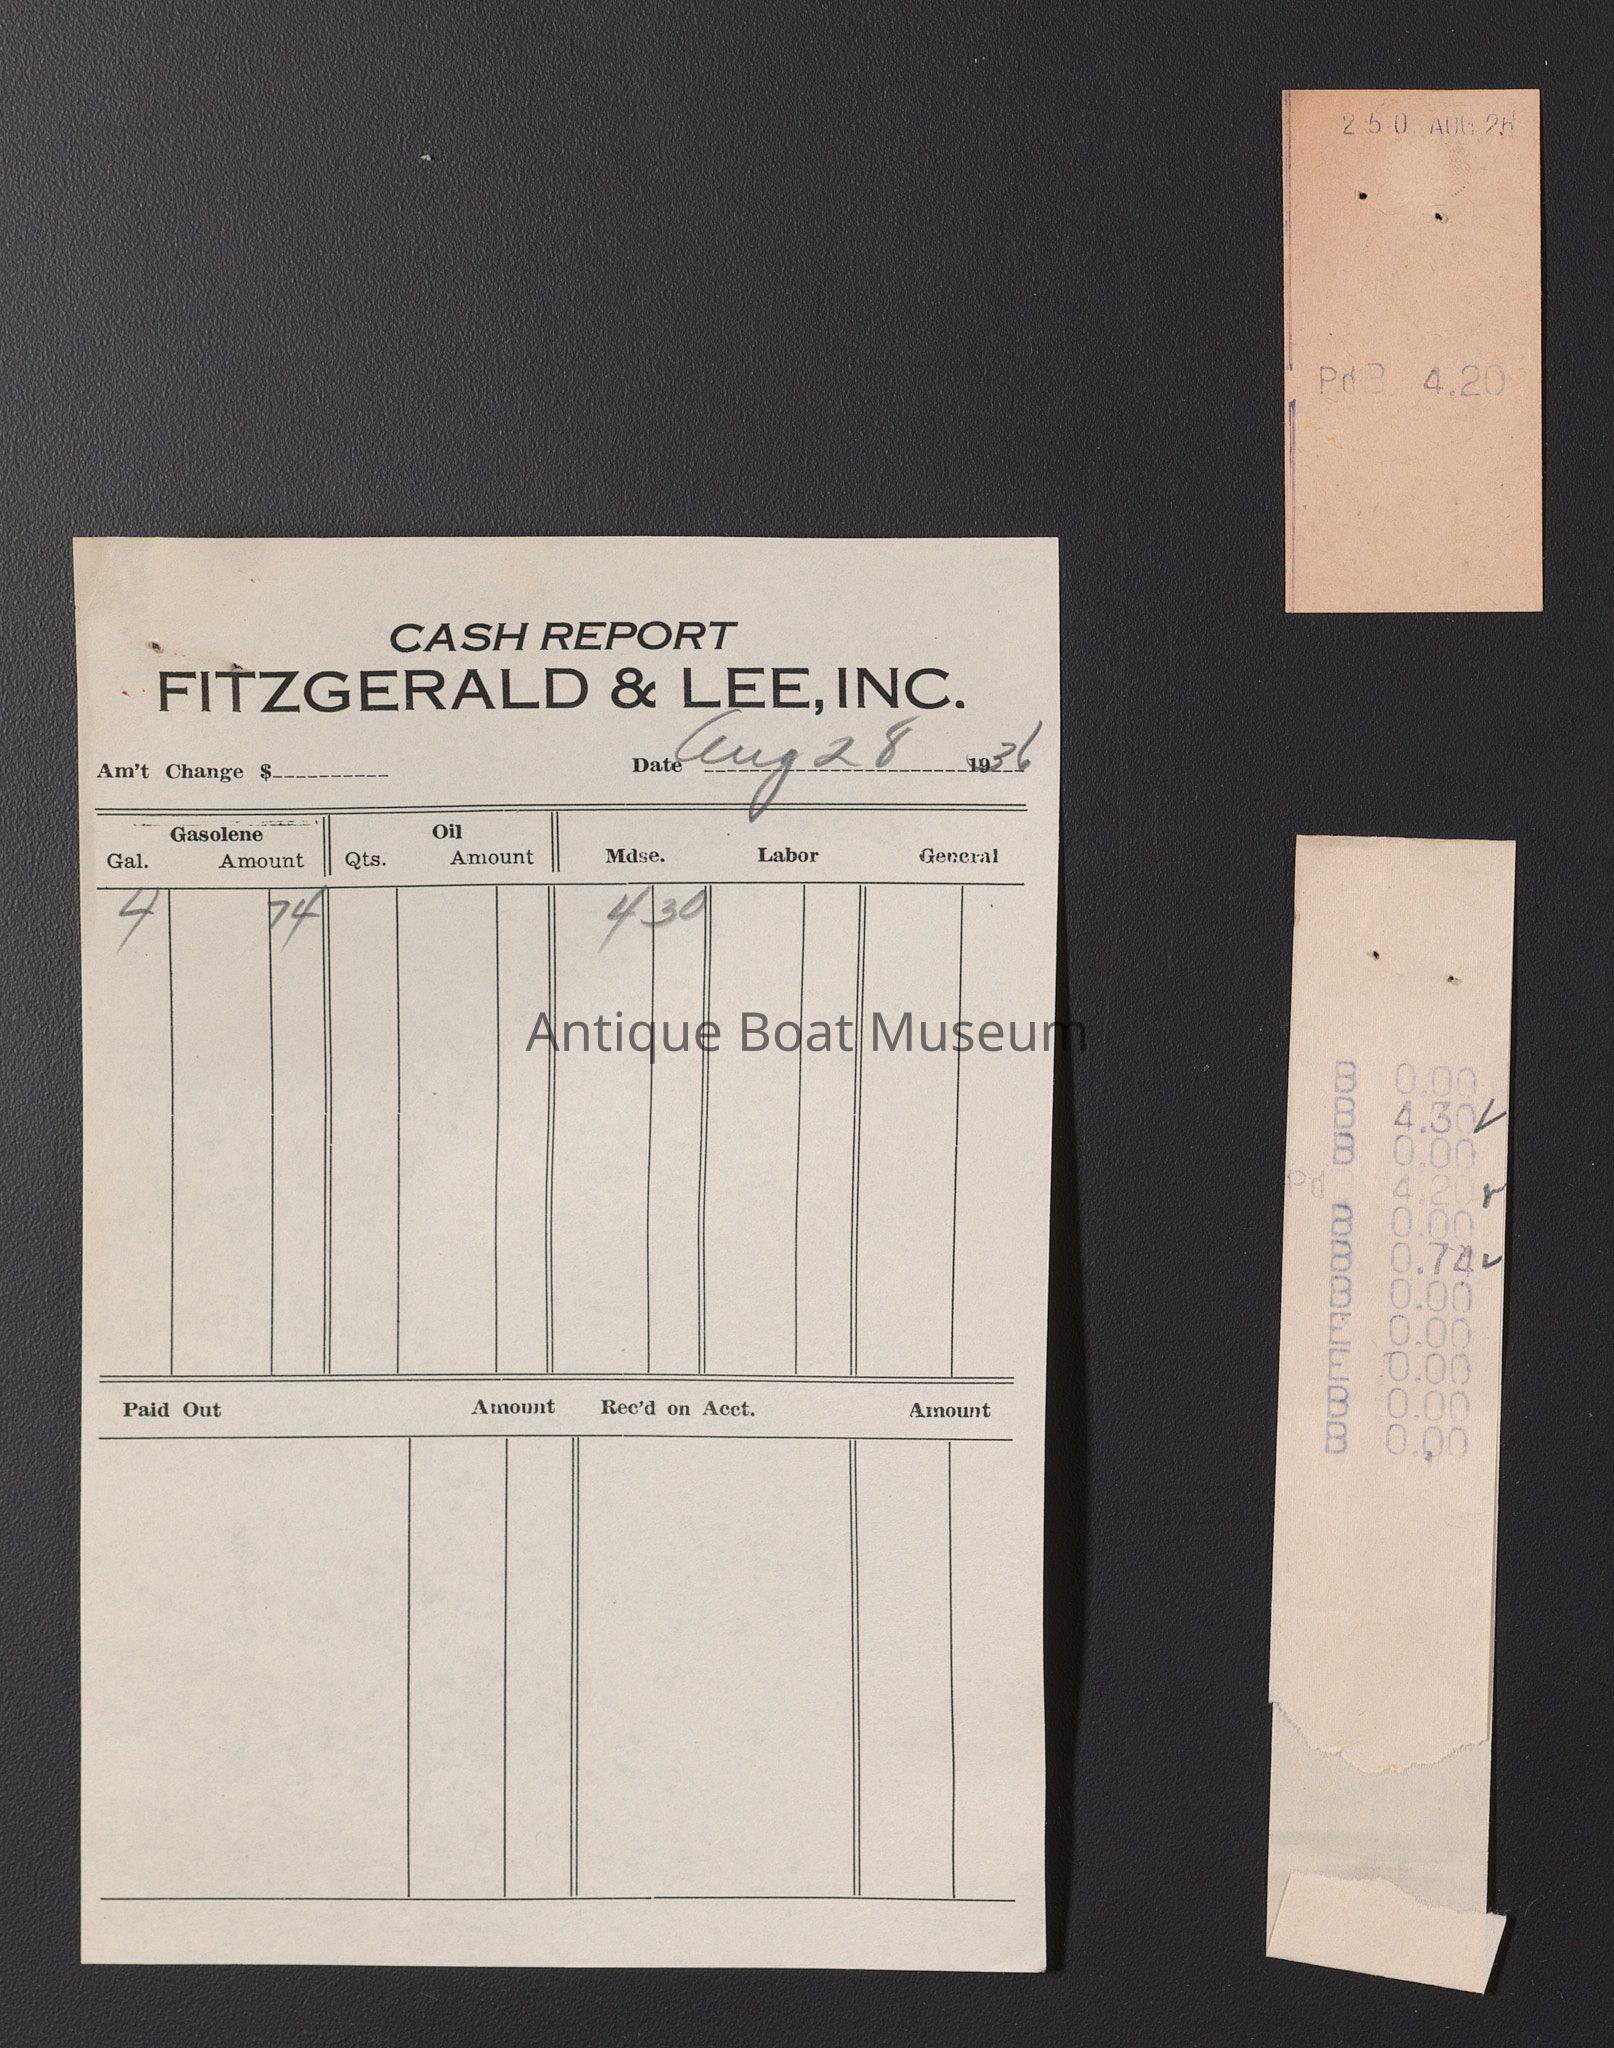 CASH REPORT
FITZGERALD & LEE, INC.
Am't Change $ Date Aug 28 1936
Gasolene Oil
Gal. Amount Qts. Amount Mdse. Labor General
4 74 4 30
Antique Boat Museum
Paid Out Amount Rec'd on Acct. Amount
250 AUG 28
Pd B 4.20
B 0.00
B 4.30 ✓
B 0.00
Pd 4.20 ✓
B 0.00
B 0.74 ✓
B 0.00
E 0.00
E 0.00
B 0.00
B 0.00